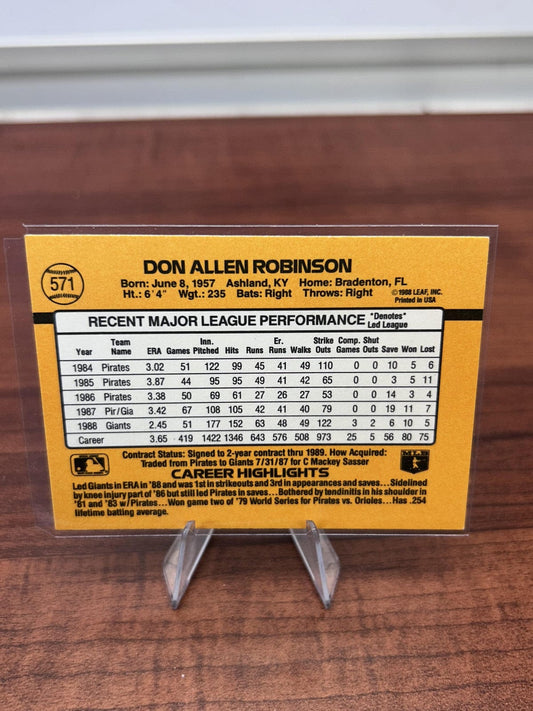 571
DON ALLEN ROBINSON
Born: June 8, 1957 Ashland, KY Home: Bradenton, FL
Ht.: 6'4" Wgt.: 235 Bats: Right Throws: Right
©1988 LEAF, INC.
Printed in USA
RECENT MAJOR LEAGUE PERFORMANCE "Denotes" Led League
Year Team Name ERA Games Inn. Pitched Hits Runs Er. Runs Walks Strike Outs Comp. Games Shut Outs Save Won Lost
1984 Pirates 3.02 51 122 99 45 41 49 110 0 0 10 5 6
1985 Pirates 3.87 44 95 95 49 41 42 65 0 0 3 5 11
1986 Pirates 3.38 50 69 61 27 26 27 53 0 0 14 3 4
1987 Pir/Gia 3.42 67 108 105 42 41 40 79 0 0 19 11 7
1988 Giants 2.45 51 177 152 63 48 49 122 3 2 6 10 5
Career 3.65 419 1422 1346 643 576 508 973 25 5 56 80 75
Contract Status: Signed to 2-year contract thru 1989. How Acquired:
Traded from Pirates to Giants 7/31/87 for C Mackey Sasser
CAREER HIGHLIGHTS
MLB
Led Giants in ERA in '88 and was 1st in strikeouts and 3rd in appearances and saves...Sidelined
by knee injury part of '86 but still led Pirates in saves...Bothered by tendinitis in his shoulder in
'81 and '83 w/Pirates...Won game two of '79 World Series for Pirates vs. Orioles...Has .254
lifetime batting average.